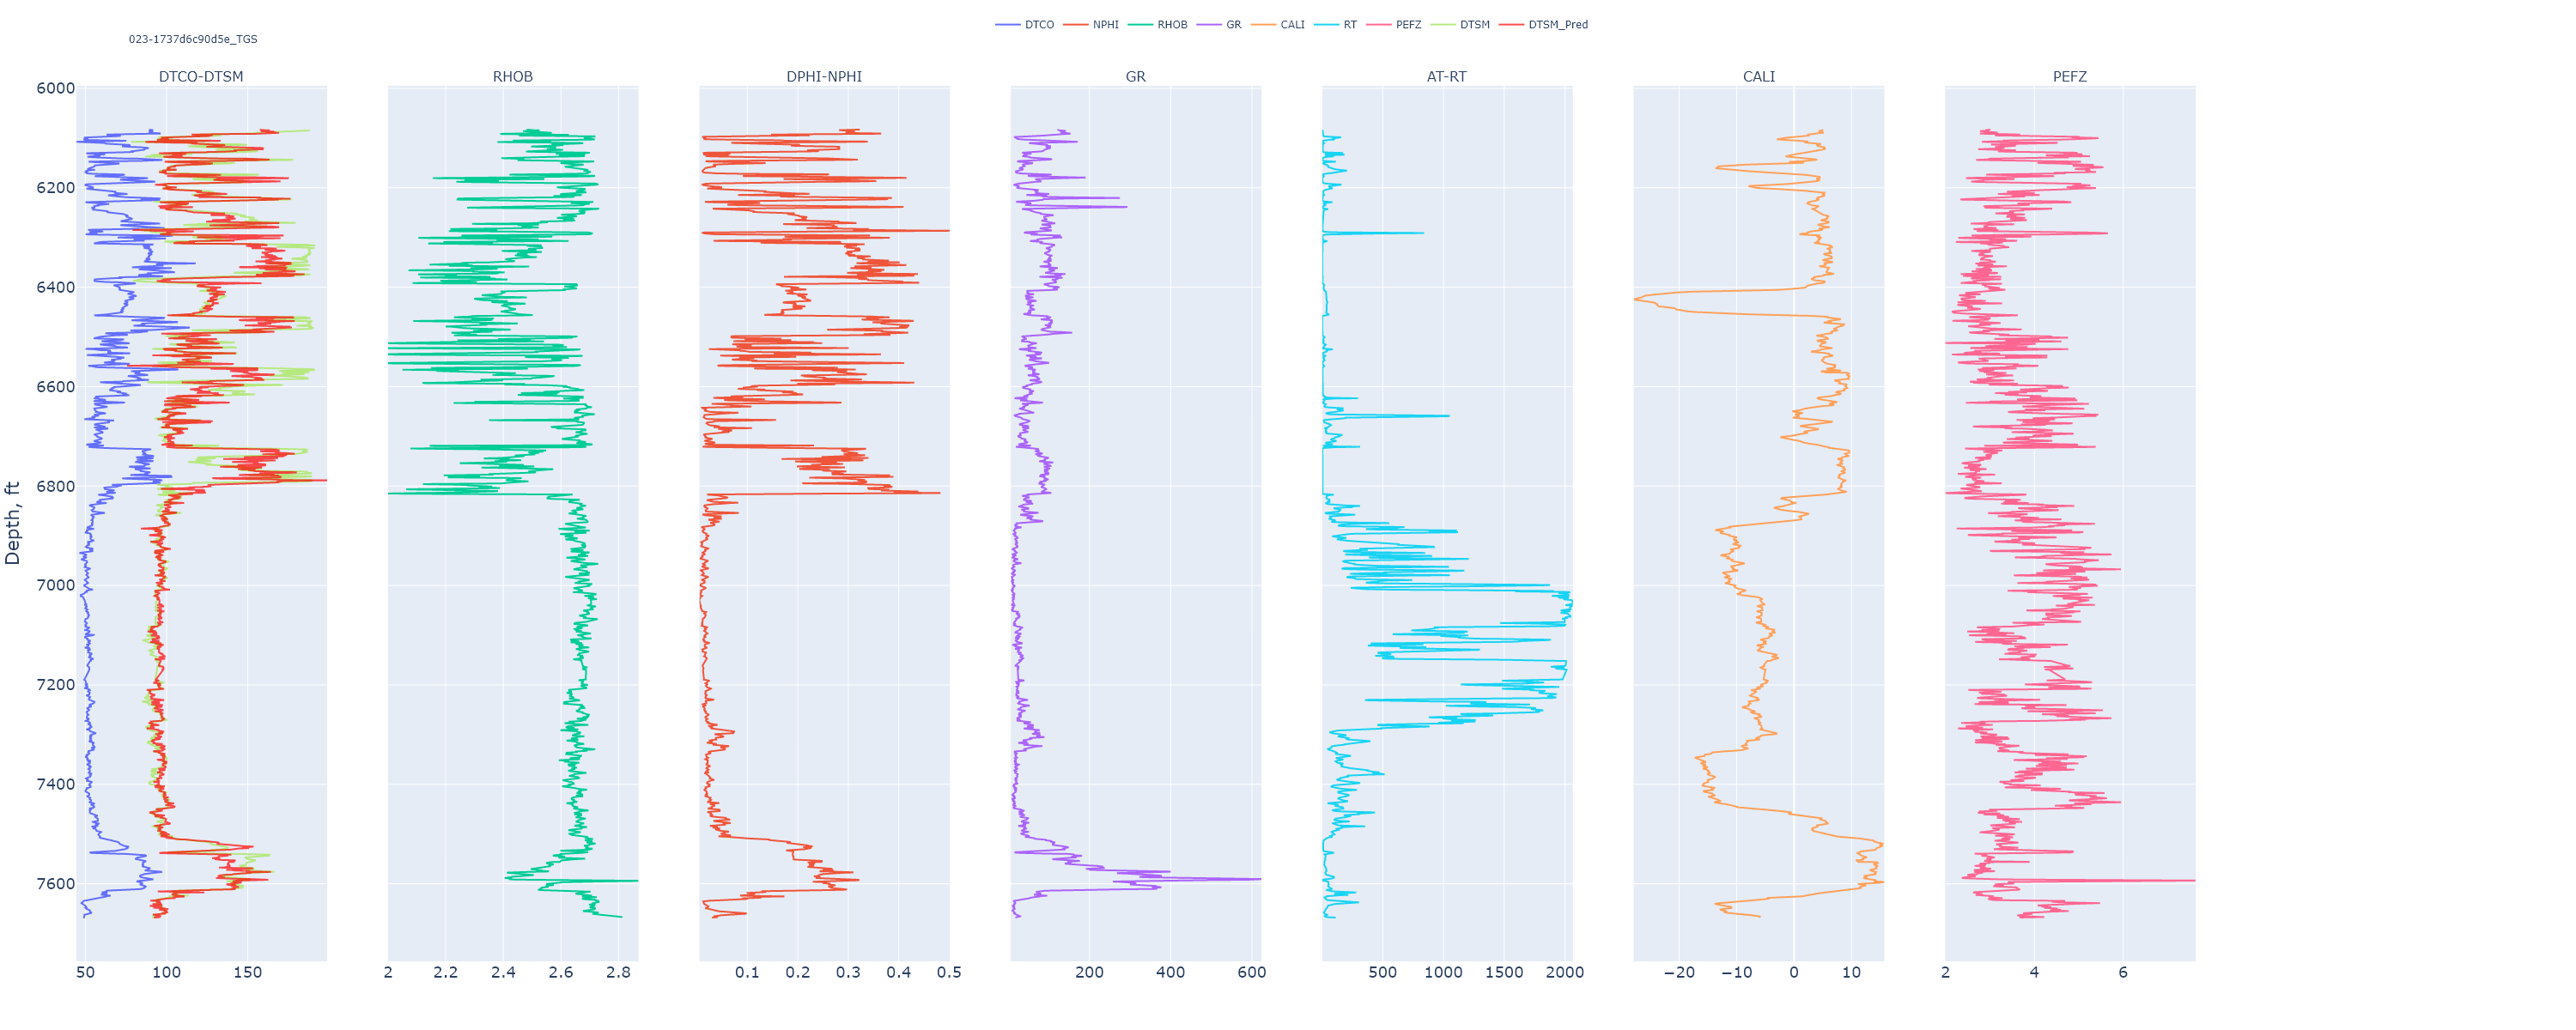 DTCO NPHI RHOB GR CALI RT PEFZ DTSM DTSM_Pred
023-1737d6c90d5e_TGS
DTCO-DTSM RHOB DPHI-NPHI GR AT-RT CALI PEFZ
6000
6200
6400
6600
6800
7000
7200
7400
7600
Depth, ft
50 100 150 2 2.2 2.4 2.6 2.8 0.1 0.2 0.3 0.4 0.5 200 400 600 500 1000 1500 2000 −20 −10 0 10 2 4 6